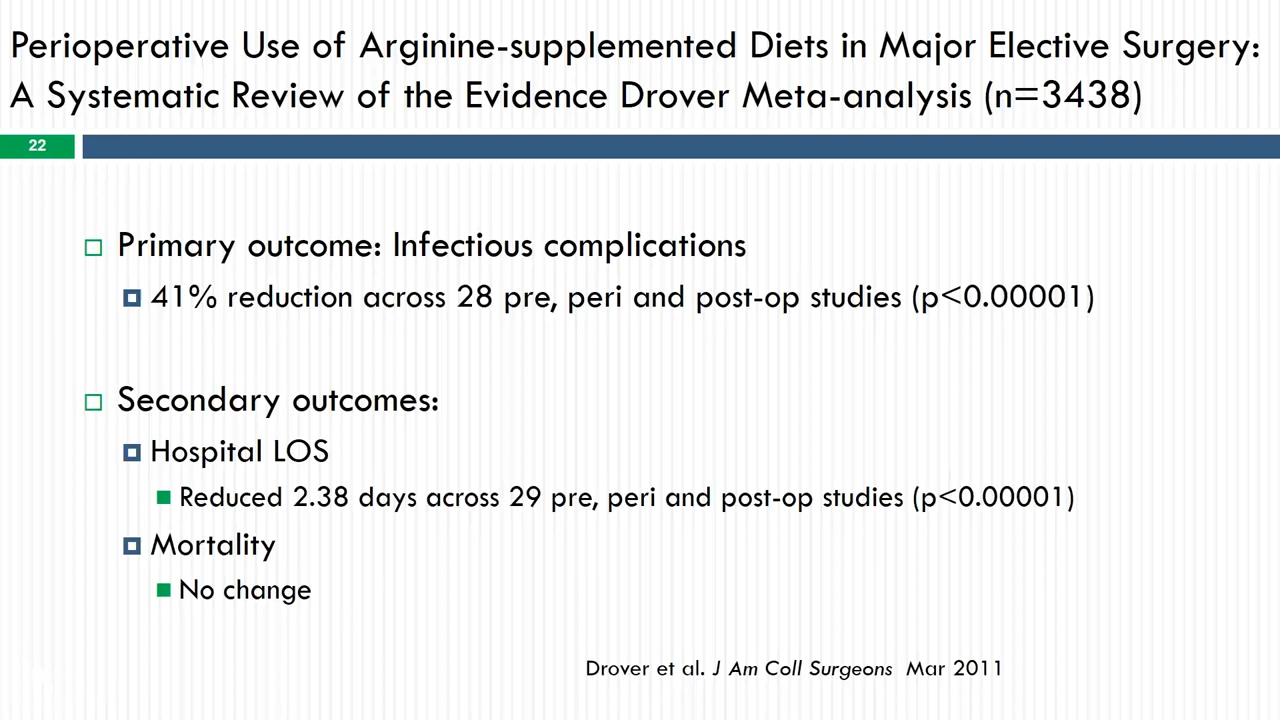 Perioperative Use of Arginine-supplemented Diets in Major Elective Surgery:
A Systematic Review of the Evidence Drover Meta-analysis (n=3438)
22
Primary outcome: Infectious complications
41% reduction across 28 pre, peri and post-op studies (p<0.00001)
Secondary outcomes:
Hospital LOS
Reduced 2.38 days across 29 pre, peri and post-op studies (p<0.00001)
Mortality
No change
Drover et al. J Am Coll Surgeons Mar 2011